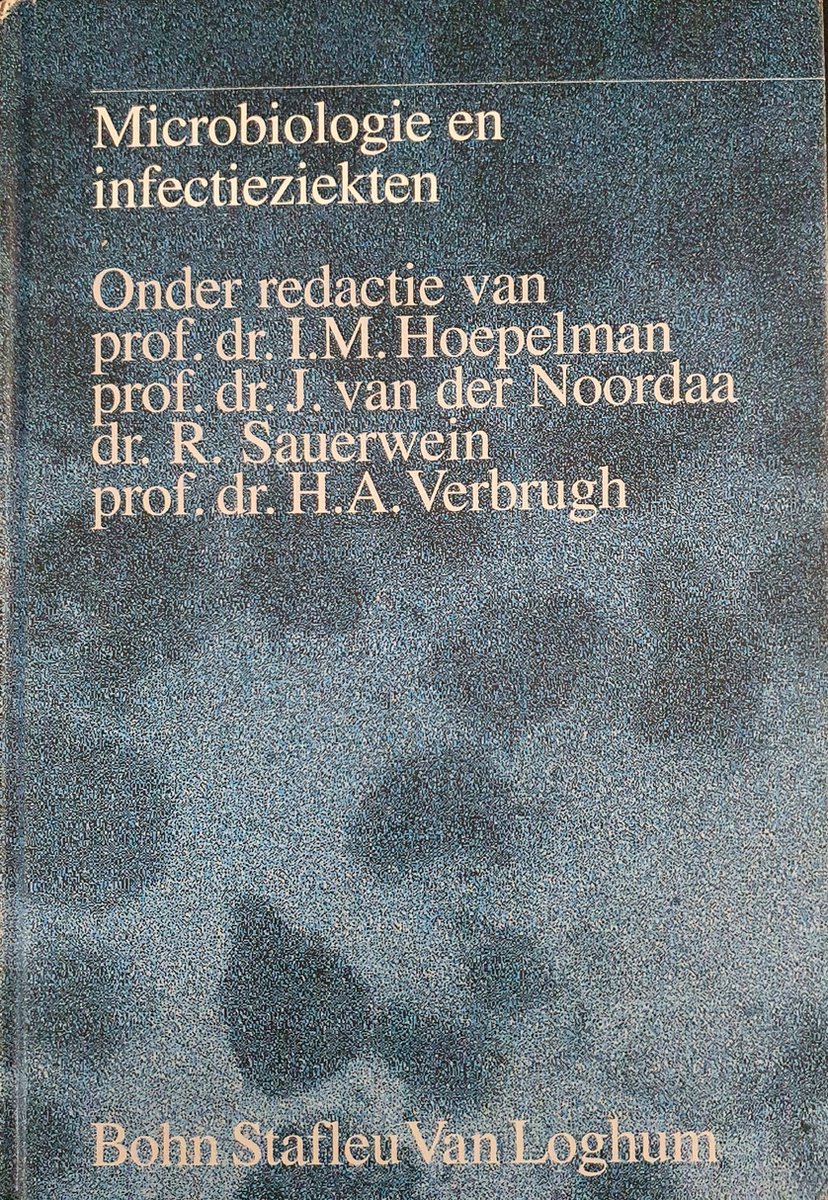 Microbiologie en
infectieziekten
Onder redactie van
prof. dr. I.M. Hoepelman
prof. dr. J. van der Noordaa
dr. R. Sauerwein
prof. dr. H.A. Verbrugh
Bohn Stafleu Van Loghum